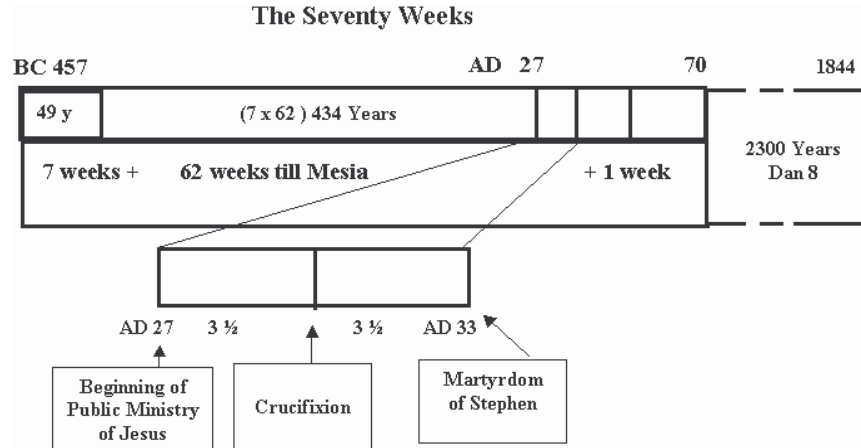 The Seventy Weeks
BC 457
AD 27
70
1844
49 y
(7 x 62 ) 434 Years
7 weeks +
62 weeks till Mesia
+ 1 week
2300 Years
Dan 8
AD 27
3 ½
3 ½
AD 33
Beginning of
Public Ministry
of Jesus
Crucifixion
Martyrdom
of Stephen